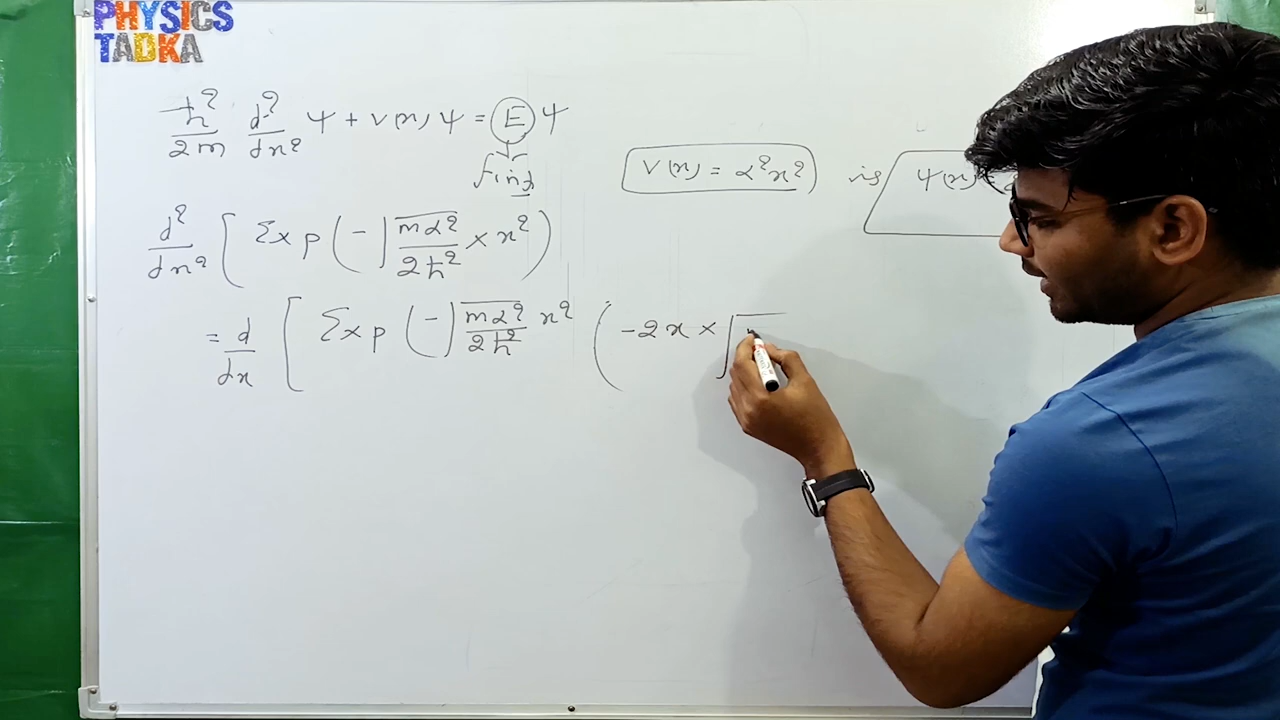 PHYSICS
TADKA
-ħ²/2m d²/dx² ψ + V(x) ψ = E ψ
find
V(x) = α²x² is ψ(x) =
d²/dx² [ Exp (-√(mα²/2ħ²) × x²) ]
= d/dx [ Exp (-√(mα²/2ħ²) x² ( -2x × √